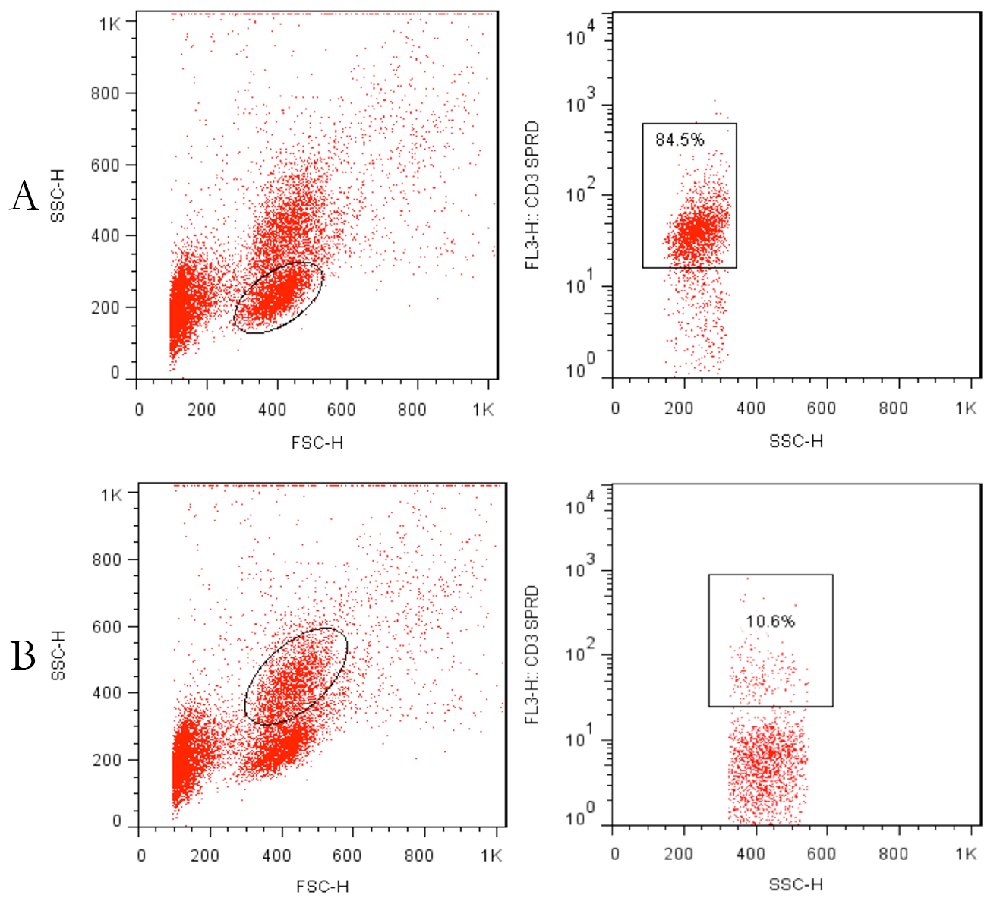 A
1K
800
600
400
200
0
SSC-H
0 200 400 600 800 1K
FSC-H
10^4
10^3
10^2
10^1
10^0
FL3-H:: CD3 SPRD
84.5%
0 200 400 600 800 1K
SSC-H
B
1K
800
600
400
200
0
SSC-H
0 200 400 600 800 1K
FSC-H
10^4
10^3
10^2
10^1
10^0
FL3-H:: CD3 SPRD
10.6%
0 200 400 600 800 1K
SSC-H